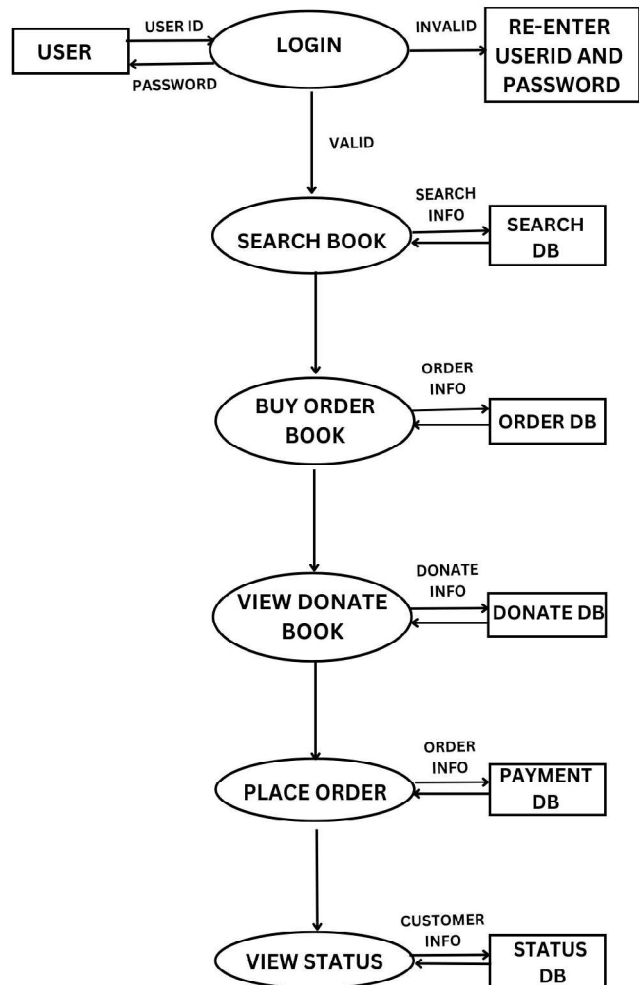 USER
USER ID
PASSWORD
LOGIN
INVALID
RE-ENTER
USERID AND
PASSWORD
VALID
SEARCH BOOK
SEARCH
INFO
SEARCH
DB
BUY ORDER
BOOK
ORDER
INFO
ORDER DB
VIEW DONATE
BOOK
DONATE
INFO
DONATE DB
PLACE ORDER
ORDER
INFO
PAYMENT
DB
VIEW STATUS
CUSTOMER
INFO
STATUS
DB